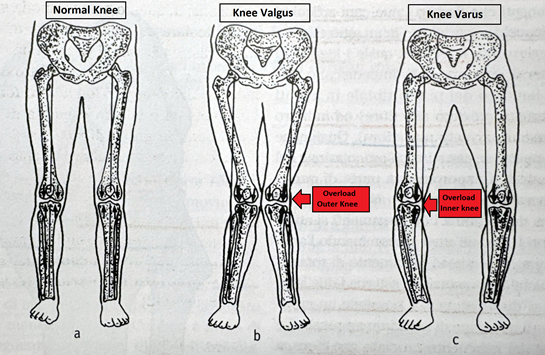 Normal Knee
Knee Valgus
Knee Varus
Overload
Outer Knee
Overload
Inner knee
a
b
c